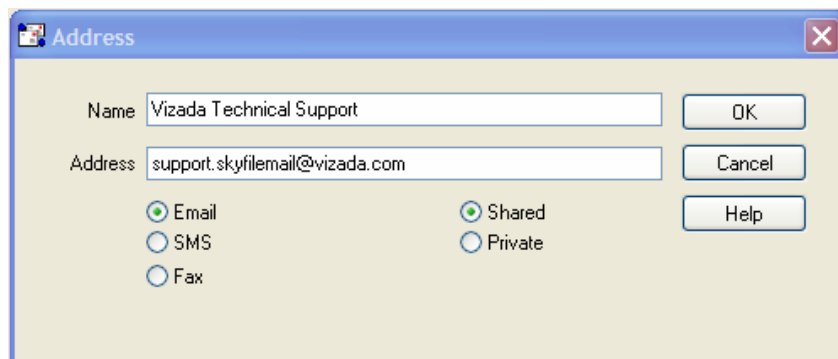 Address
Name Vizada Technical Support OK
Address support.skyfilemail@vizada.com Cancel
Email Shared Help
SMS Private
Fax